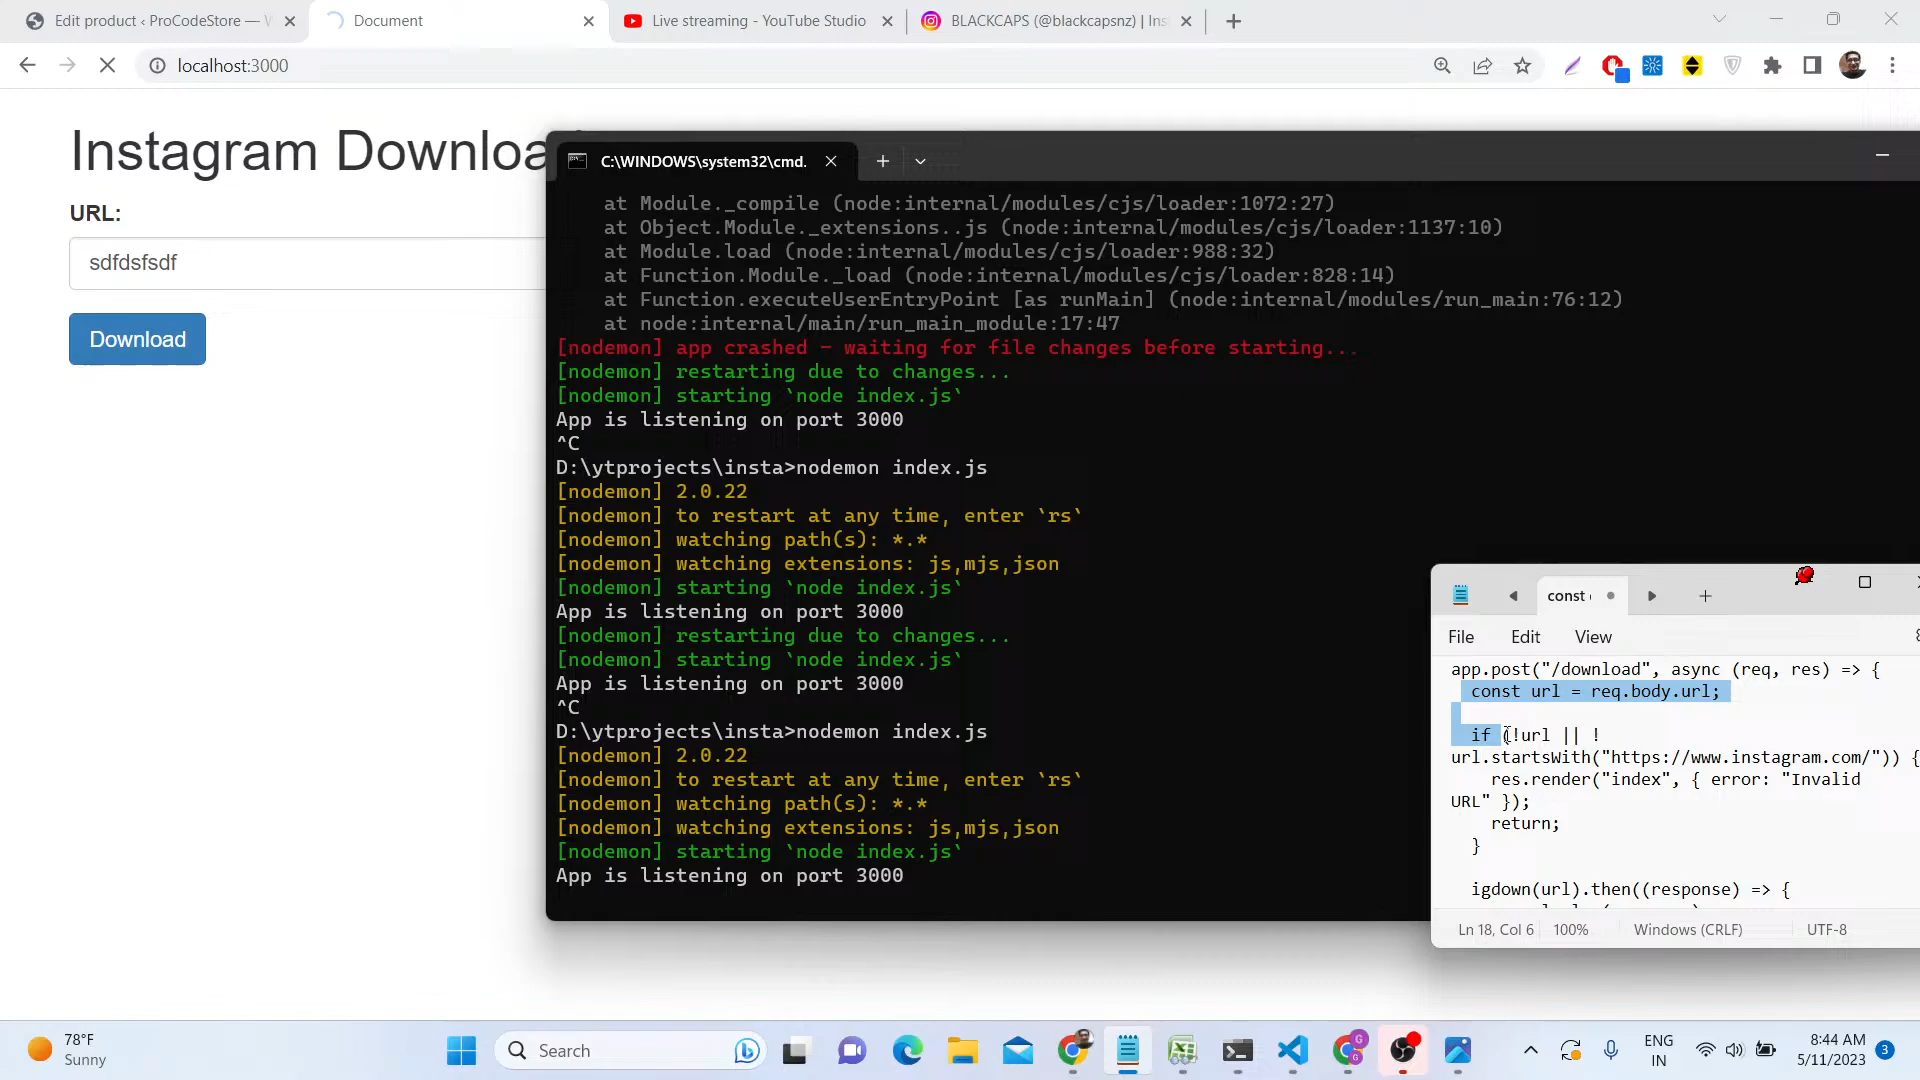 Edit product ‹ ProCodeStore — W
Document
Live streaming - YouTube Studio
BLACKCAPS (@blackcapsnz) | Ins
localhost:3000
Instagram Downloa
URL:
sdfdsfsdf
Download
C:\WINDOWS\system32\cmd.
at Module._compile (node:internal/modules/cjs/loader:1072:27)
at Object.Module._extensions..js (node:internal/modules/cjs/loader:1137:10)
at Module.load (node:internal/modules/cjs/loader:988:32)
at Function.Module._load (node:internal/modules/cjs/loader:828:14)
at Function.executeUserEntryPoint [as runMain] (node:internal/modules/run_main:76:12)
at node:internal/main/run_main_module:17:47
[nodemon] app crashed - waiting for file changes before starting...
[nodemon] restarting due to changes...
[nodemon] starting `node index.js`
App is listening on port 3000
^C
D:\ytprojects\insta>nodemon index.js
[nodemon] 2.0.22
[nodemon] to restart at any time, enter `rs`
[nodemon] watching path(s): *.*
[nodemon] watching extensions: js,mjs,json
[nodemon] starting `node index.js`
App is listening on port 3000
[nodemon] restarting due to changes...
[nodemon] starting `node index.js`
App is listening on port 3000
^C
D:\ytprojects\insta>nodemon index.js
[nodemon] 2.0.22
[nodemon] to restart at any time, enter `rs`
[nodemon] watching path(s): *.*
[nodemon] watching extensions: js,mjs,json
[nodemon] starting `node index.js`
App is listening on port 3000
const
File Edit View
app.post("/download", async (req, res) => {
const url = req.body.url;
if (!url || !
url.startsWith("https://www.instagram.com/")) {
res.render("index", { error: "Invalid
URL" });
return;
}
igdown(url).then((response) => {
Ln 18, Col 6 100% Windows (CRLF) UTF-8
78°F
Sunny
Search
ENG
IN
8:44 AM
5/11/2023
3